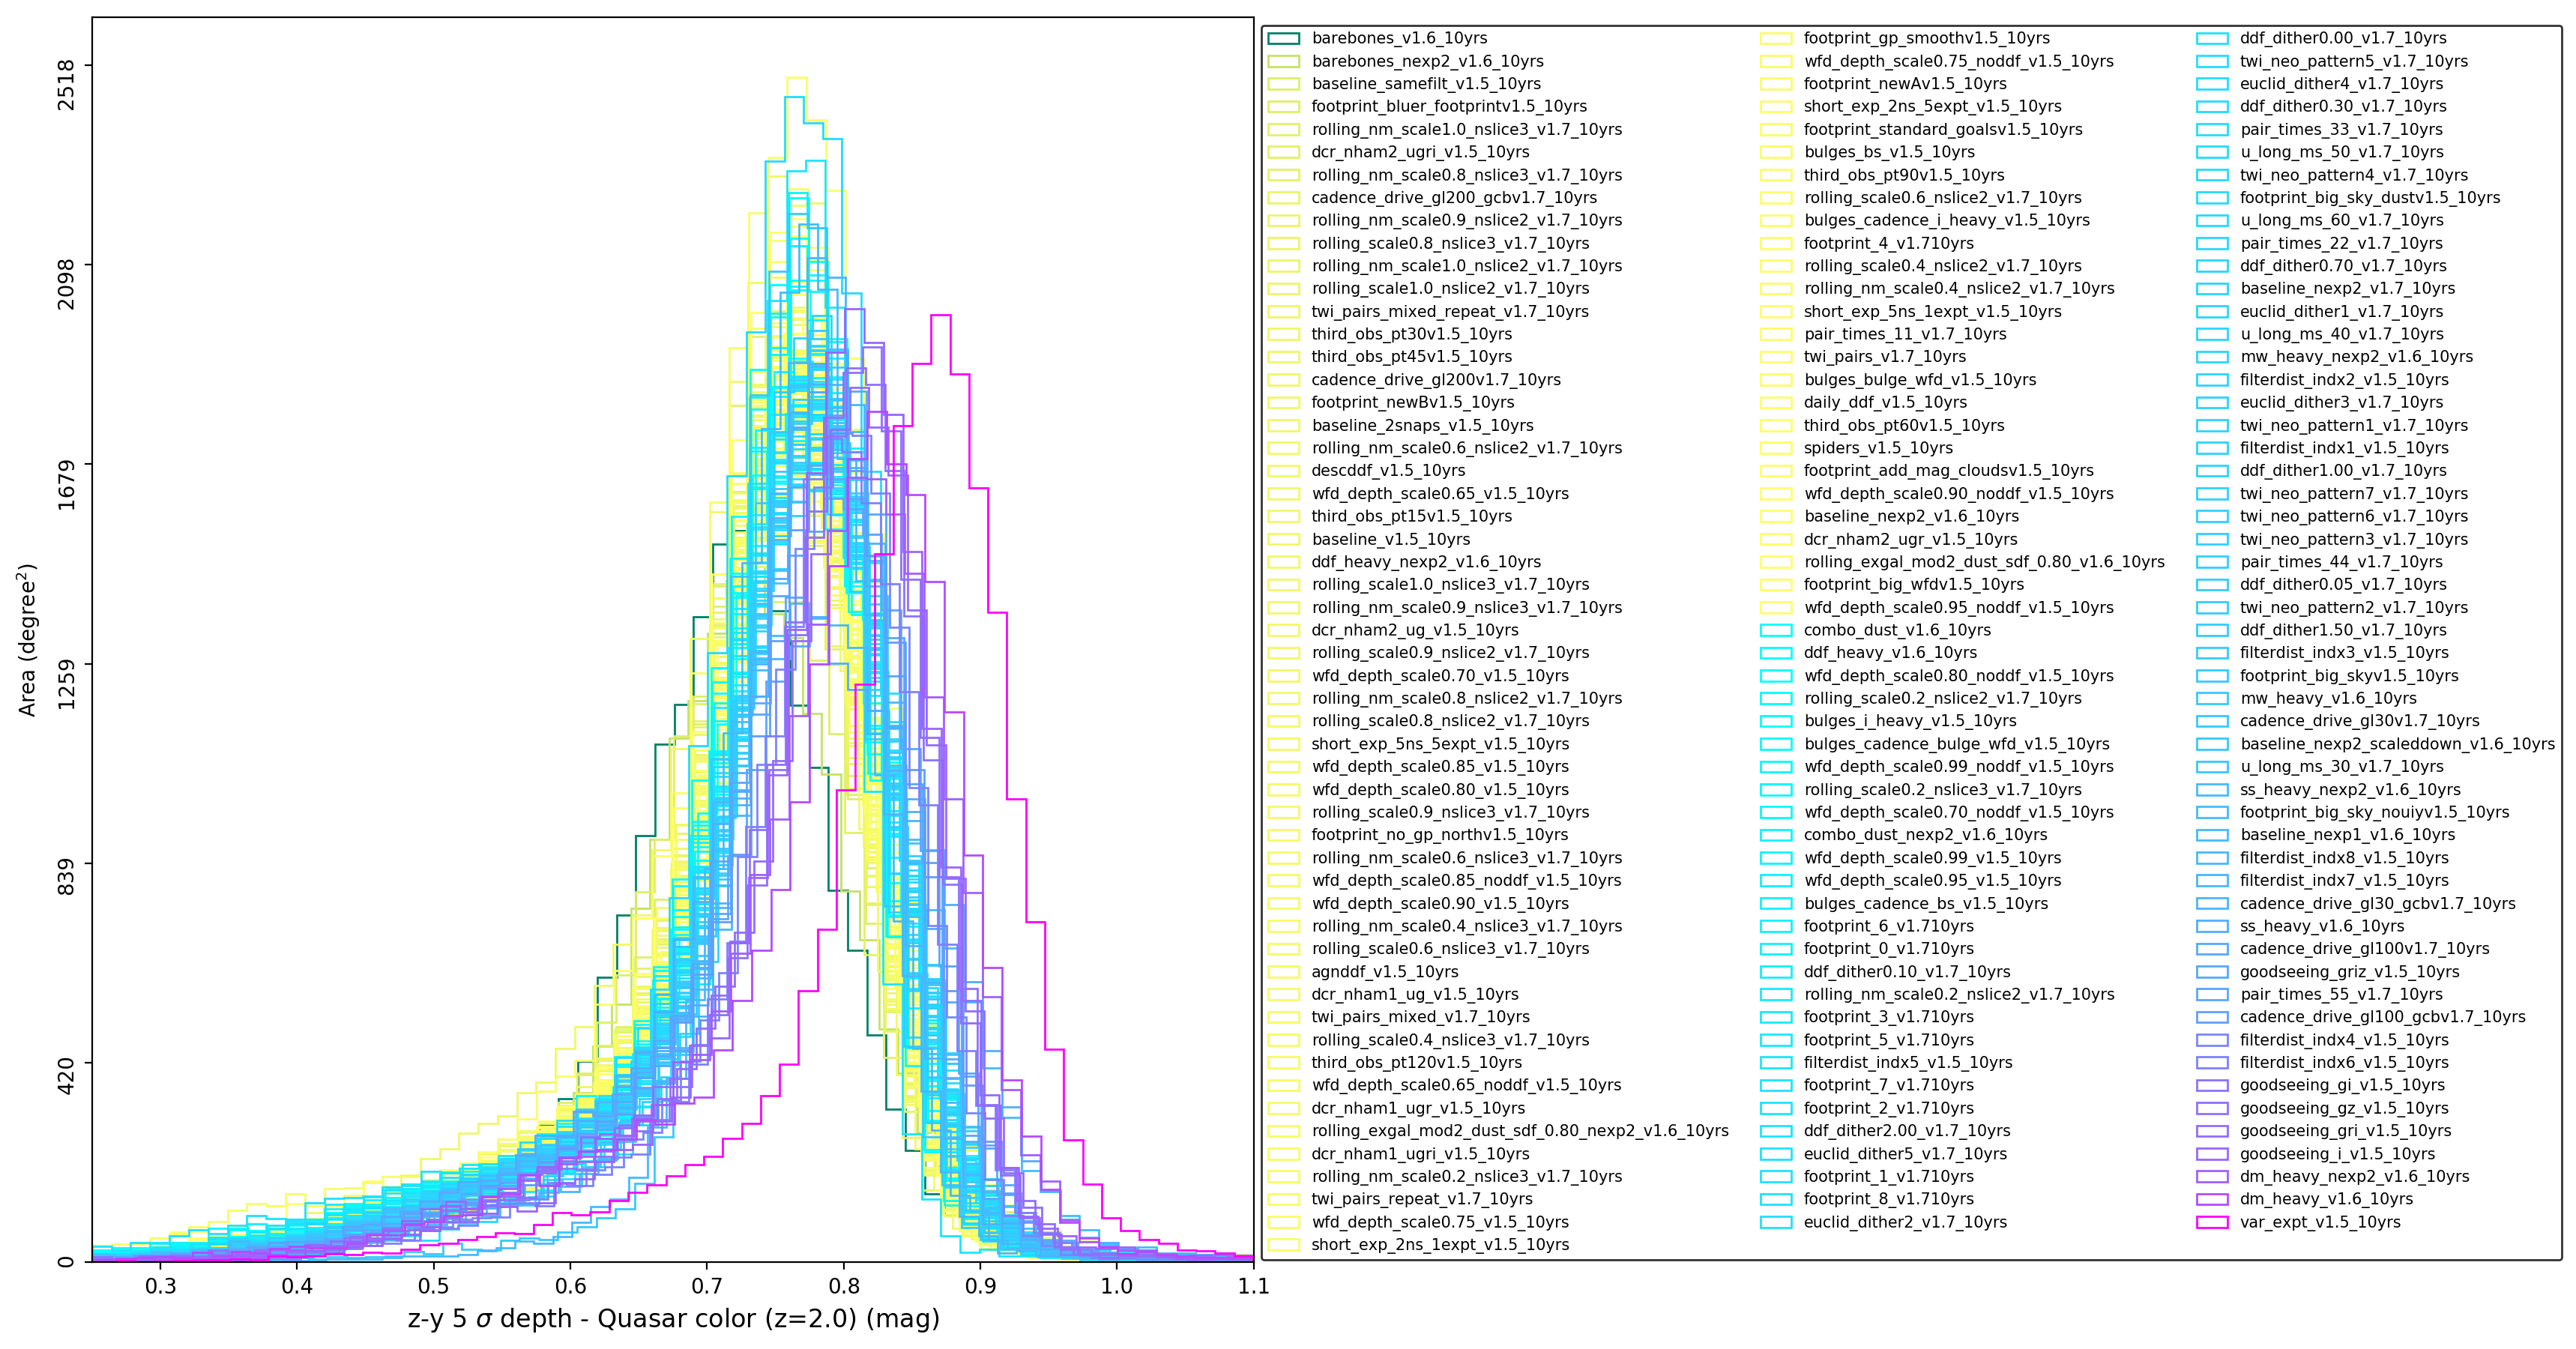 2518
2098
1679
1259
839
420
0
Area (degree²)
0.3 0.4 0.5 0.6 0.7 0.8 0.9 1.0 1.1
z-y 5 σ depth - Quasar color (z=2.0) (mag)
barebones_v1.6_10yrs
barebones_nexp2_v1.6_10yrs
baseline_samefilt_v1.5_10yrs
footprint_bluer_footprintv1.5_10yrs
rolling_nm_scale1.0_nslice3_v1.7_10yrs
dcr_nham2_ugri_v1.5_10yrs
rolling_nm_scale0.8_nslice3_v1.7_10yrs
cadence_drive_gl200_gcbv1.7_10yrs
rolling_nm_scale0.9_nslice2_v1.7_10yrs
rolling_scale0.8_nslice3_v1.7_10yrs
rolling_nm_scale1.0_nslice2_v1.7_10yrs
rolling_scale1.0_nslice2_v1.7_10yrs
twi_pairs_mixed_repeat_v1.7_10yrs
third_obs_pt30v1.5_10yrs
third_obs_pt45v1.5_10yrs
cadence_drive_gl200v1.7_10yrs
footprint_newBv1.5_10yrs
baseline_2snaps_v1.5_10yrs
rolling_nm_scale0.6_nslice2_v1.7_10yrs
descddf_v1.5_10yrs
wfd_depth_scale0.65_v1.5_10yrs
third_obs_pt15v1.5_10yrs
baseline_v1.5_10yrs
ddf_heavy_nexp2_v1.6_10yrs
rolling_scale1.0_nslice3_v1.7_10yrs
rolling_nm_scale0.9_nslice3_v1.7_10yrs
dcr_nham2_ug_v1.5_10yrs
rolling_scale0.9_nslice2_v1.7_10yrs
wfd_depth_scale0.70_v1.5_10yrs
rolling_nm_scale0.8_nslice2_v1.7_10yrs
rolling_scale0.8_nslice2_v1.7_10yrs
short_exp_5ns_5expt_v1.5_10yrs
wfd_depth_scale0.85_v1.5_10yrs
wfd_depth_scale0.80_v1.5_10yrs
rolling_scale0.9_nslice3_v1.7_10yrs
footprint_no_gp_northv1.5_10yrs
rolling_nm_scale0.6_nslice3_v1.7_10yrs
wfd_depth_scale0.85_noddf_v1.5_10yrs
wfd_depth_scale0.90_v1.5_10yrs
rolling_nm_scale0.4_nslice3_v1.7_10yrs
rolling_scale0.6_nslice3_v1.7_10yrs
agnddf_v1.5_10yrs
dcr_nham1_ug_v1.5_10yrs
twi_pairs_mixed_v1.7_10yrs
rolling_scale0.4_nslice3_v1.7_10yrs
third_obs_pt120v1.5_10yrs
wfd_depth_scale0.65_noddf_v1.5_10yrs
dcr_nham1_ugr_v1.5_10yrs
rolling_exgal_mod2_dust_sdf_0.80_nexp2_v1.6_10yrs
dcr_nham1_ugri_v1.5_10yrs
rolling_nm_scale0.2_nslice3_v1.7_10yrs
twi_pairs_repeat_v1.7_10yrs
wfd_depth_scale0.75_v1.5_10yrs
short_exp_2ns_1expt_v1.5_10yrs
footprint_gp_smoothv1.5_10yrs
wfd_depth_scale0.75_noddf_v1.5_10yrs
footprint_newAv1.5_10yrs
short_exp_2ns_5expt_v1.5_10yrs
footprint_standard_goalsv1.5_10yrs
bulges_bs_v1.5_10yrs
third_obs_pt90v1.5_10yrs
rolling_scale0.6_nslice2_v1.7_10yrs
bulges_cadence_i_heavy_v1.5_10yrs
footprint_4_v1.710yrs
rolling_scale0.4_nslice2_v1.7_10yrs
rolling_nm_scale0.4_nslice2_v1.7_10yrs
short_exp_5ns_1expt_v1.5_10yrs
pair_times_11_v1.7_10yrs
twi_pairs_v1.7_10yrs
bulges_bulge_wfd_v1.5_10yrs
daily_ddf_v1.5_10yrs
third_obs_pt60v1.5_10yrs
spiders_v1.5_10yrs
footprint_add_mag_cloudsv1.5_10yrs
wfd_depth_scale0.90_noddf_v1.5_10yrs
baseline_nexp2_v1.6_10yrs
dcr_nham2_ugr_v1.5_10yrs
rolling_exgal_mod2_dust_sdf_0.80_v1.6_10yrs
footprint_big_wfdv1.5_10yrs
wfd_depth_scale0.95_noddf_v1.5_10yrs
combo_dust_v1.6_10yrs
ddf_heavy_v1.6_10yrs
wfd_depth_scale0.80_noddf_v1.5_10yrs
rolling_scale0.2_nslice2_v1.7_10yrs
bulges_i_heavy_v1.5_10yrs
bulges_cadence_bulge_wfd_v1.5_10yrs
wfd_depth_scale0.99_noddf_v1.5_10yrs
rolling_scale0.2_nslice3_v1.7_10yrs
wfd_depth_scale0.70_noddf_v1.5_10yrs
combo_dust_nexp2_v1.6_10yrs
wfd_depth_scale0.99_v1.5_10yrs
wfd_depth_scale0.95_v1.5_10yrs
bulges_cadence_bs_v1.5_10yrs
footprint_6_v1.710yrs
footprint_0_v1.710yrs
ddf_dither0.10_v1.7_10yrs
rolling_nm_scale0.2_nslice2_v1.7_10yrs
footprint_3_v1.710yrs
footprint_5_v1.710yrs
filterdist_indx5_v1.5_10yrs
footprint_7_v1.710yrs
footprint_2_v1.710yrs
ddf_dither2.00_v1.7_10yrs
euclid_dither5_v1.7_10yrs
footprint_1_v1.710yrs
footprint_8_v1.710yrs
euclid_dither2_v1.7_10yrs
ddf_dither0.00_v1.7_10yrs
twi_neo_pattern5_v1.7_10yrs
euclid_dither4_v1.7_10yrs
ddf_dither0.30_v1.7_10yrs
pair_times_33_v1.7_10yrs
u_long_ms_50_v1.7_10yrs
twi_neo_pattern4_v1.7_10yrs
footprint_big_sky_dustv1.5_10yrs
u_long_ms_60_v1.7_10yrs
pair_times_22_v1.7_10yrs
ddf_dither0.70_v1.7_10yrs
baseline_nexp2_v1.7_10yrs
euclid_dither1_v1.7_10yrs
u_long_ms_40_v1.7_10yrs
mw_heavy_nexp2_v1.6_10yrs
filterdist_indx2_v1.5_10yrs
euclid_dither3_v1.7_10yrs
twi_neo_pattern1_v1.7_10yrs
filterdist_indx1_v1.5_10yrs
ddf_dither1.00_v1.7_10yrs
twi_neo_pattern7_v1.7_10yrs
twi_neo_pattern6_v1.7_10yrs
twi_neo_pattern3_v1.7_10yrs
pair_times_44_v1.7_10yrs
ddf_dither0.05_v1.7_10yrs
twi_neo_pattern2_v1.7_10yrs
ddf_dither1.50_v1.7_10yrs
filterdist_indx3_v1.5_10yrs
footprint_big_skyv1.5_10yrs
mw_heavy_v1.6_10yrs
cadence_drive_gl30v1.7_10yrs
baseline_nexp2_scaleddown_v1.6_10yrs
u_long_ms_30_v1.7_10yrs
ss_heavy_nexp2_v1.6_10yrs
footprint_big_sky_nouiyv1.5_10yrs
baseline_nexp1_v1.6_10yrs
filterdist_indx8_v1.5_10yrs
filterdist_indx7_v1.5_10yrs
cadence_drive_gl30_gcbv1.7_10yrs
ss_heavy_v1.6_10yrs
cadence_drive_gl100v1.7_10yrs
goodseeing_griz_v1.5_10yrs
pair_times_55_v1.7_10yrs
cadence_drive_gl100_gcbv1.7_10yrs
filterdist_indx4_v1.5_10yrs
filterdist_indx6_v1.5_10yrs
goodseeing_gi_v1.5_10yrs
goodseeing_gz_v1.5_10yrs
goodseeing_gri_v1.5_10yrs
goodseeing_i_v1.5_10yrs
dm_heavy_nexp2_v1.6_10yrs
dm_heavy_v1.6_10yrs
var_expt_v1.5_10yrs